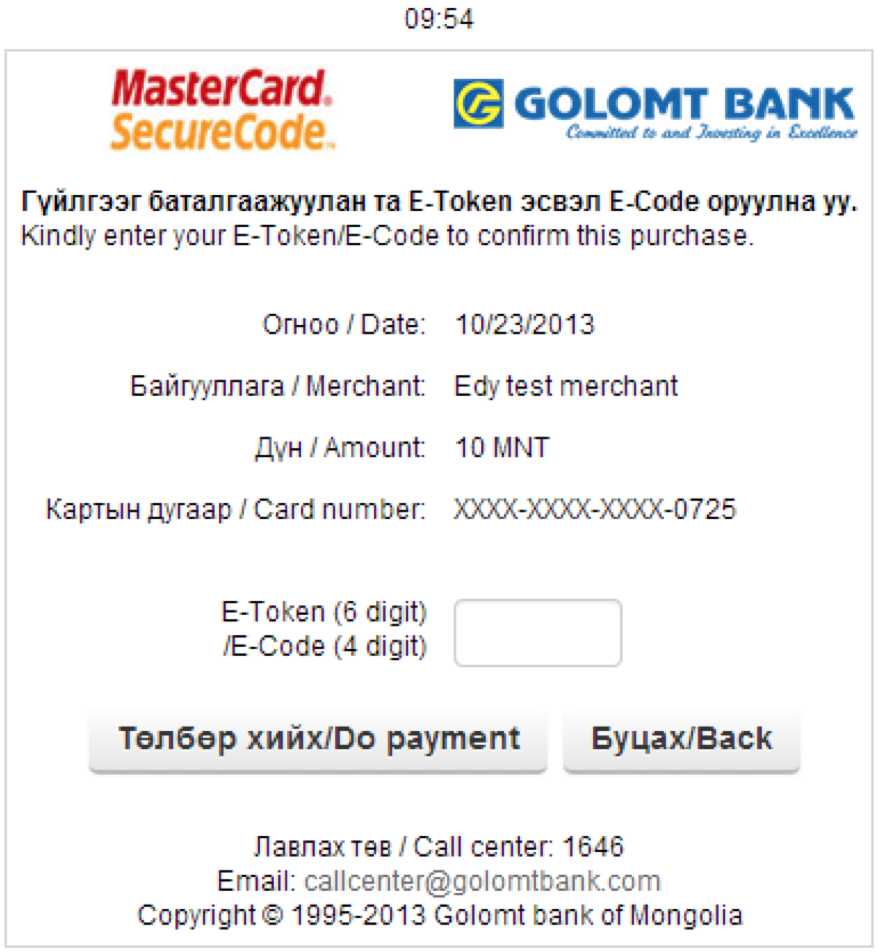 09:54
MasterCard.
SecureCode.
GOLOMT BANK
Committed to and Investing in Excellence
Гүйлгээг баталгаажуулан та E-Token эсвэл E-Code оруулна уу.
Kindly enter your E-Token/E-Code to confirm this purchase.
Огноо / Date: 10/23/2013
Байгууллага / Merchant: Edy test merchant
Дүн / Amount: 10 MNT
Картын дугаар / Card number: XXXX-XXXX-XXXX-0725
E-Token (6 digit)
/E-Code (4 digit)
Төлбөр хийх/Do payment
Буцах/Back
Лавлах төв / Call center: 1646
Email: callcenter@golomtbank.com
Copyright © 1995-2013 Golomt bank of Mongolia